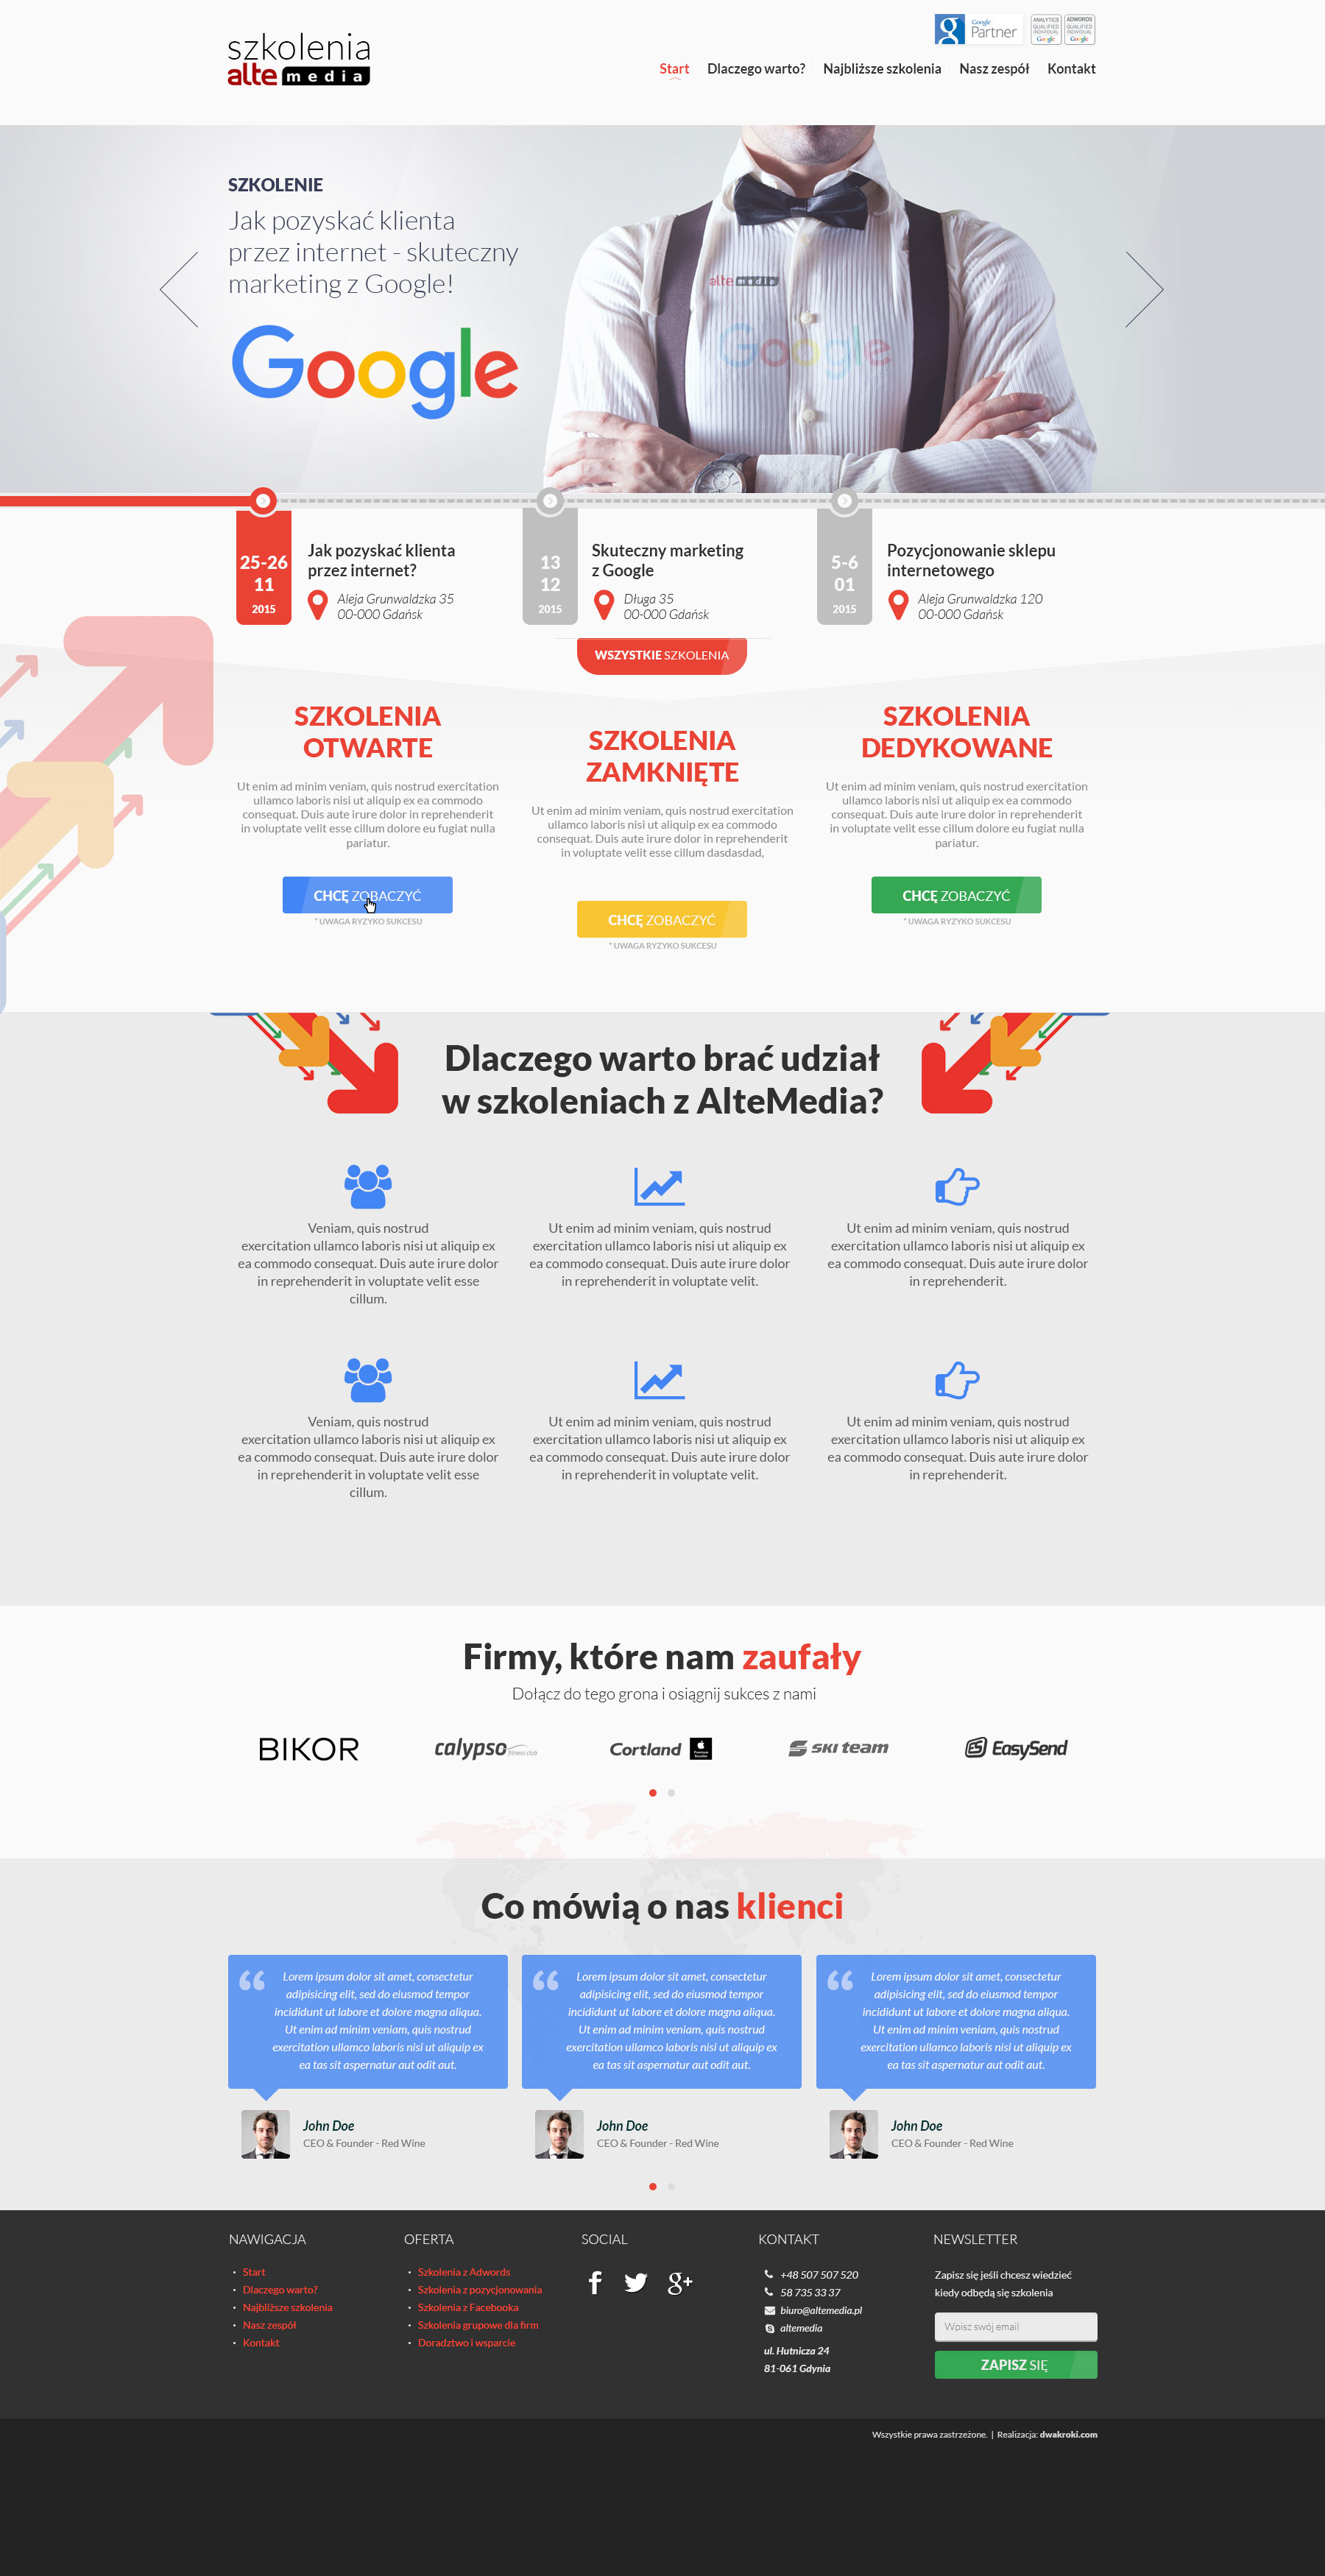 szkolenia
alte media
Google
Partner
ANALYTICS
QUALIFIED
INDIVIDUAL
Google
ADWORDS
QUALIFIED
INDIVIDUAL
Google
Start
Dlaczego warto?
Najbliższe szkolenia
Nasz zespół
Kontakt
SZKOLENIE
Jak pozyskać klienta
przez internet - skuteczny
marketing z Google!
Google
alte media
Google
25-26
11
2015
Jak pozyskać klienta
przez internet?
Aleja Grunwaldzka 35
00-000 Gdańsk
13
12
2015
Skuteczny marketing
z Google
Długa 35
00-000 Gdańsk
5-6
01
2015
Pozycjonowanie sklepu
internetowego
Aleja Grunwaldzka 120
00-000 Gdańsk
WSZYSTKIE SZKOLENIA
SZKOLENIA
OTWARTE
Ut enim ad minim veniam, quis nostrud exercitation
ullamco laboris nisi ut aliquip ex ea commodo
consequat. Duis aute irure dolor in reprehenderit
in voluptate velit esse cillum dolore eu fugiat nulla
pariatur.
CHCĘ ZOBACZYĆ
* UWAGA RYZYKO SUKCESU
SZKOLENIA
ZAMKNIĘTE
Ut enim ad minim veniam, quis nostrud exercitation
ullamco laboris nisi ut aliquip ex ea commodo
consequat. Duis aute irure dolor in reprehenderit
in voluptate velit esse cillum dasdasdad,
CHCĘ ZOBACZYĆ
* UWAGA RYZYKO SUKCESU
SZKOLENIA
DEDYKOWANE
Ut enim ad minim veniam, quis nostrud exercitation
ullamco laboris nisi ut aliquip ex ea commodo
consequat. Duis aute irure dolor in reprehenderit
in voluptate velit esse cillum dolore eu fugiat nulla
pariatur.
CHCĘ ZOBACZYĆ
* UWAGA RYZYKO SUKCESU
Dlaczego warto brać udział
w szkoleniach z AlteMedia?
Veniam, quis nostrud
exercitation ullamco laboris nisi ut aliquip ex
ea commodo consequat. Duis aute irure dolor
in reprehenderit in voluptate velit esse
cillum.
Ut enim ad minim veniam, quis nostrud
exercitation ullamco laboris nisi ut aliquip ex
ea commodo consequat. Duis aute irure dolor
in reprehenderit in voluptate velit.
Ut enim ad minim veniam, quis nostrud
exercitation ullamco laboris nisi ut aliquip ex
ea commodo consequat. Duis aute irure dolor
in reprehenderit.
Veniam, quis nostrud
exercitation ullamco laboris nisi ut aliquip ex
ea commodo consequat. Duis aute irure dolor
in reprehenderit in voluptate velit esse
cillum.
Ut enim ad minim veniam, quis nostrud
exercitation ullamco laboris nisi ut aliquip ex
ea commodo consequat. Duis aute irure dolor
in reprehenderit in voluptate velit.
Ut enim ad minim veniam, quis nostrud
exercitation ullamco laboris nisi ut aliquip ex
ea commodo consequat. Duis aute irure dolor
in reprehenderit.
Firmy, które nam zaufały
Dołącz do tego grona i osiągnij sukces z nami
BIKOR
calypso
fitness club
Cortland
SKI TEAM
EasySend
Co mówią o nas klienci
Lorem ipsum dolor sit amet, consectetur
adipisicing elit, sed do eiusmod tempor
incididunt ut labore et dolore magna aliqua.
Ut enim ad minim veniam, quis nostrud
exercitation ullamco laboris nisi ut aliquip ex
ea tas sit aspernatur aut odit aut.
John Doe
CEO & Founder - Red Wine
Lorem ipsum dolor sit amet, consectetur
adipisicing elit, sed do eiusmod tempor
incididunt ut labore et dolore magna aliqua.
Ut enim ad minim veniam, quis nostrud
exercitation ullamco laboris nisi ut aliquip ex
ea tas sit aspernatur aut odit aut.
John Doe
CEO & Founder - Red Wine
Lorem ipsum dolor sit amet, consectetur
adipisicing elit, sed do eiusmod tempor
incididunt ut labore et dolore magna aliqua.
Ut enim ad minim veniam, quis nostrud
exercitation ullamco laboris nisi ut aliquip ex
ea tas sit aspernatur aut odit aut.
John Doe
CEO & Founder - Red Wine
NAWIGACJA
Start
Dlaczego warto?
Najbliższe szkolenia
Nasz zespół
Kontakt
OFERTA
Szkolenia z Adwords
Szkolenia z pozycjonowania
Szkolenia z Facebooka
Szkolenia grupowe dla firm
Doradztwo i wsparcie
SOCIAL
KONTAKT
+48 507 507 520
58 735 33 37
biuro@altemedia.pl
altemedia
ul. Hutnicza 24
81-061 Gdynia
NEWSLETTER
Zapisz się jeśli chcesz wiedzieć
kiedy odbędą się szkolenia
Wpisz swój email
ZAPISZ SIĘ
Wszystkie prawa zastrzeżone. | Realizacja: dwakroki.com